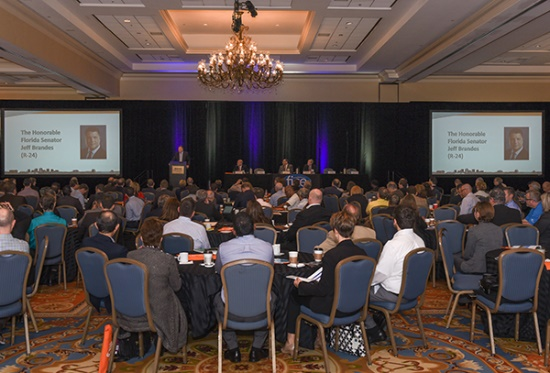 The Honorable
Florida Senator
Jeff Brandes
(R-24)
The Honorable
Florida Senator
Jeff Brandes
(R-24)